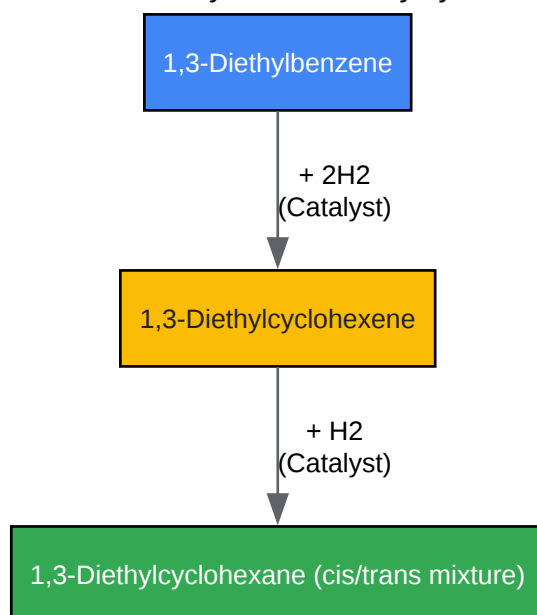 1,3-Diethylbenzene
+ 2H2
(Catalyst)
1,3-Diethylcyclohexene
+ H2
(Catalyst)
1,3-Diethylcyclohexane (cis/trans mixture)